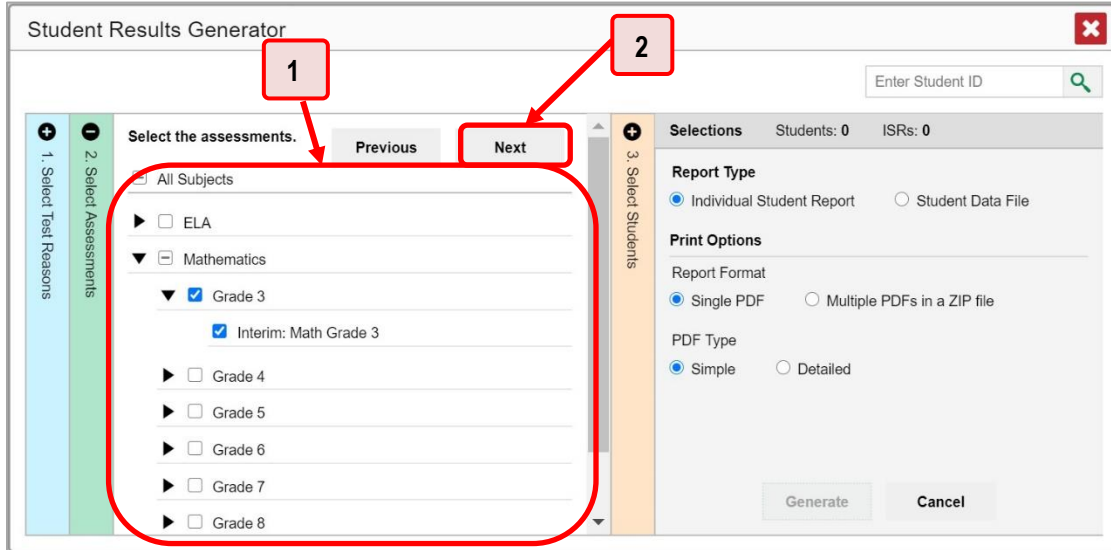 Student Results Generator
1
2
Enter Student ID
1. Select Test Reasons
2. Select Assessments
Select the assessments.
Previous
Next
All Subjects
ELA
Mathematics
Grade 3
Interim: Math Grade 3
Grade 4
Grade 5
Grade 6
Grade 7
Grade 8
3. Select Students
Selections Students: 0 ISRs: 0
Report Type
Individual Student Report Student Data File
Print Options
Report Format
Single PDF Multiple PDFs in a ZIP file
PDF Type
Simple Detailed
Generate Cancel